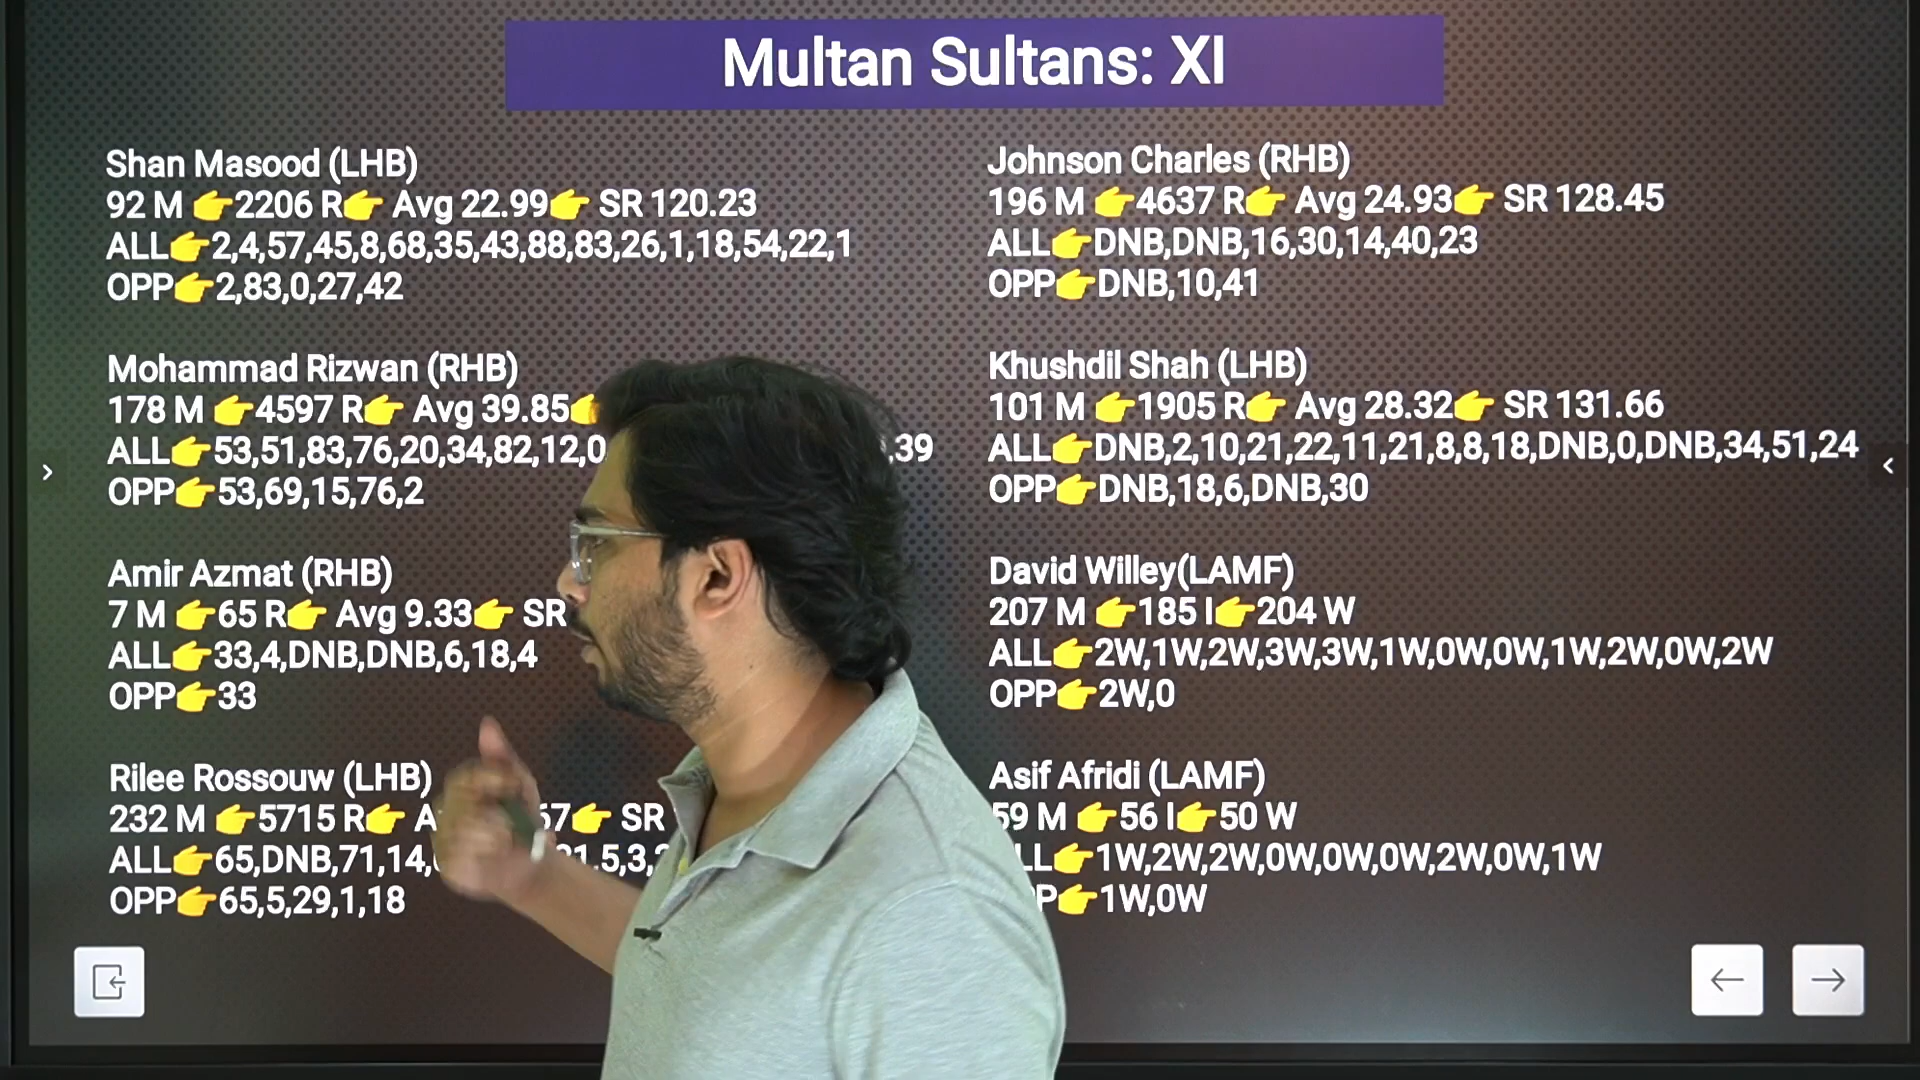 Multan Sultans: XI
Shan Masood (LHB)
92 M 👉2206 R👉 Avg 22.99👉 SR 120.23
ALL👉2,4,57,45,8,68,35,43,88,83,26,1,18,54,22,1
OPP👉2,83,0,27,42
Mohammad Rizwan (RHB)
178 M 👉4597 R👉 Avg 39.85👉
ALL👉53,51,83,76,20,34,82,12,0 ,39
OPP👉53,69,15,76,2
Amir Azmat (RHB)
7 M 👉65 R👉 Avg 9.33👉 SR
ALL👉33,4,DNB,DNB,6,18,4
OPP👉33
Rilee Rossouw (LHB)
232 M 👉5715 R👉 67👉 SR
ALL👉65,DNB,71,14, 5,3,
OPP👉65,5,29,1,18
Johnson Charles (RHB)
196 M 👉4637 R👉 Avg 24.93👉 SR 128.45
ALL👉DNB,DNB,16,30,14,40,23
OPP👉DNB,10,41
Khushdil Shah (LHB)
101 M 👉1905 R👉 Avg 28.32👉 SR 131.66
ALL👉DNB,2,10,21,22,11,21,8,8,18,DNB,0,DNB,34,51,24
OPP👉DNB,18,6,DNB,30
David Willey(LAMF)
207 M 👉185 I👉204 W
ALL👉2W,1W,2W,3W,3W,1W,0W,0W,1W,2W,0W,2W
OPP👉2W,0
Asif Afridi (LAMF)
59 M 👉56 I👉50 W
LL👉1W,2W,2W,0W,0W,0W,2W,0W,1W
P👉1W,0W